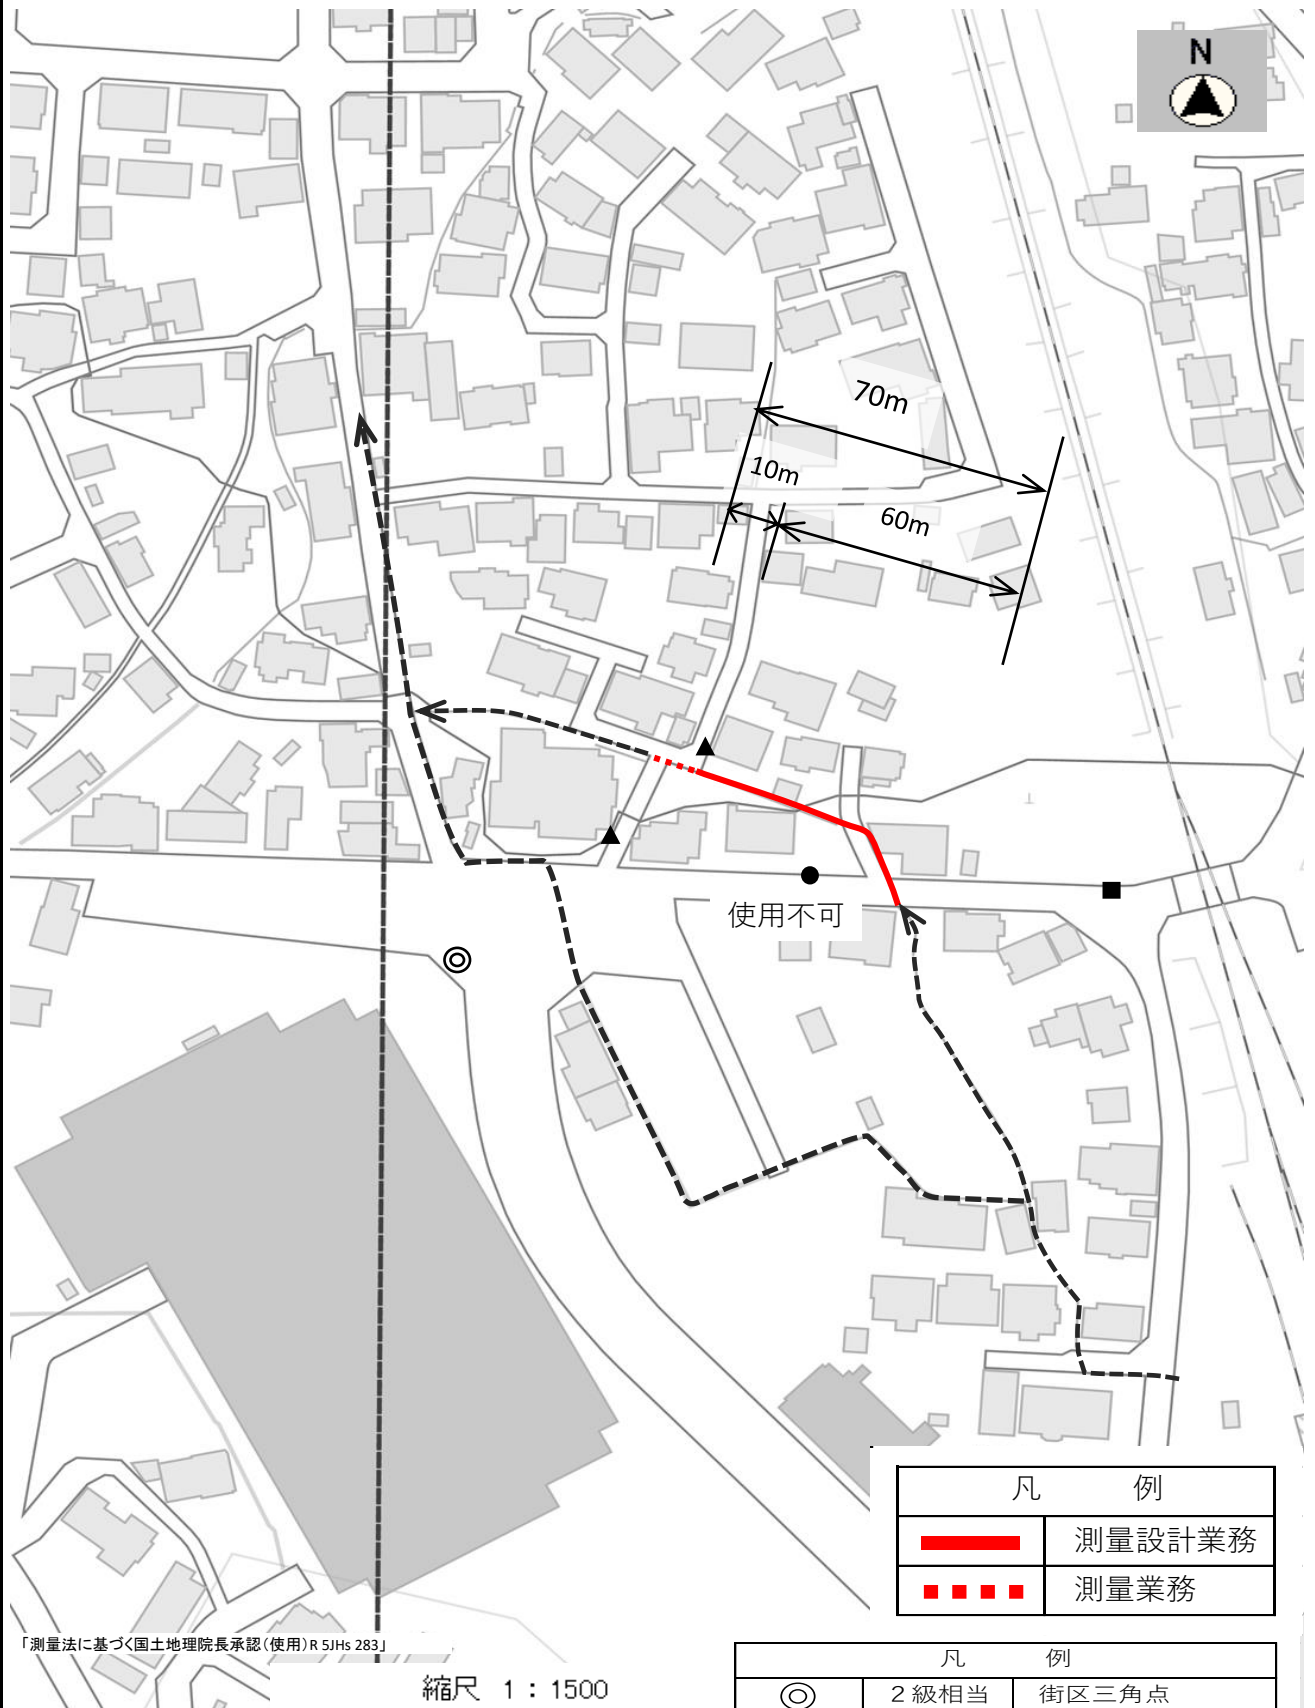 N
70m
10m
60m
使用不可
凡　　例
測量設計業務
測量業務
「測量法に基づく国土地理院長承認(使用)R 5JHs 283」
縮尺 1：1500
凡　　例
◎ 2級相当 街区三角点